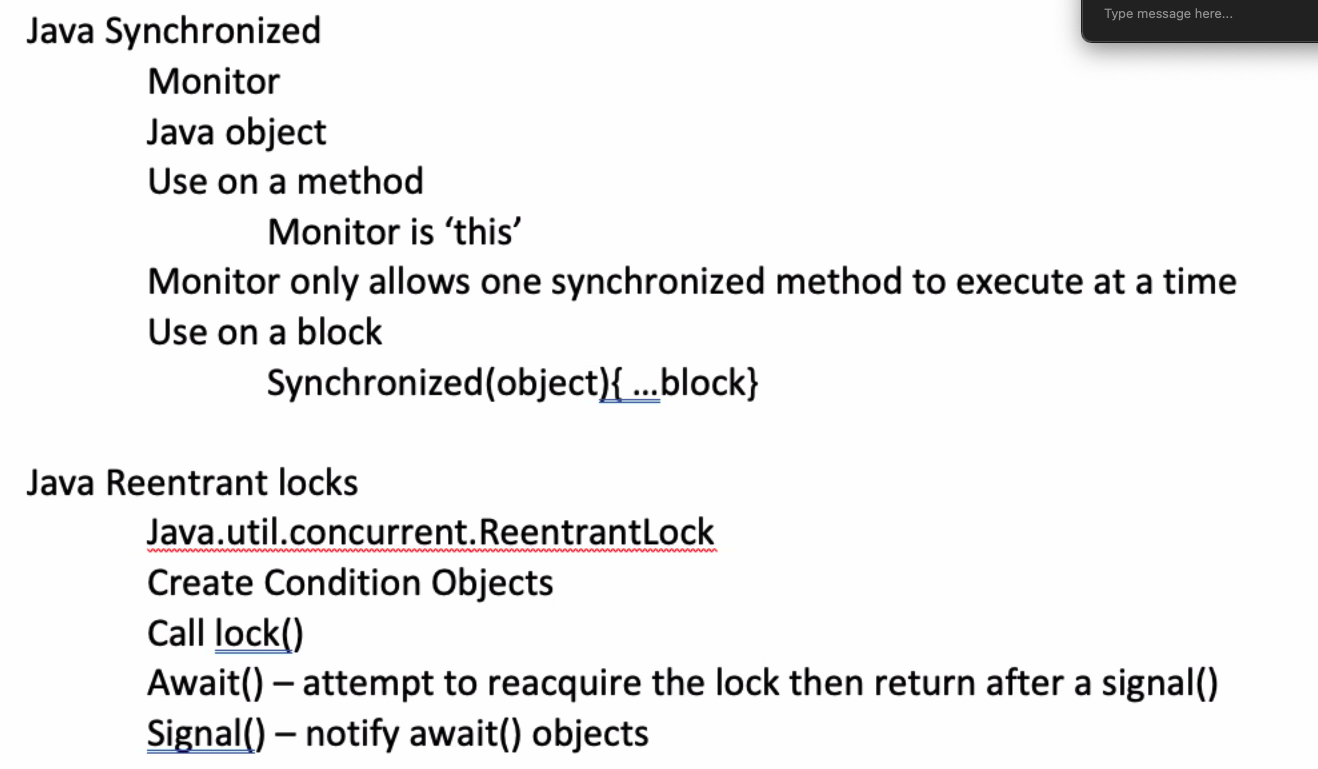 Type message here...
Java Synchronized
Monitor
Java object
Use on a method
Monitor is ‘this’
Monitor only allows one synchronized method to execute at a time
Use on a block
Synchronized(object){ ...block}
Java Reentrant locks
Java.util.concurrent.ReentrantLock
Create Condition Objects
Call lock()
Await() – attempt to reacquire the lock then return after a signal()
Signal() – notify await() objects